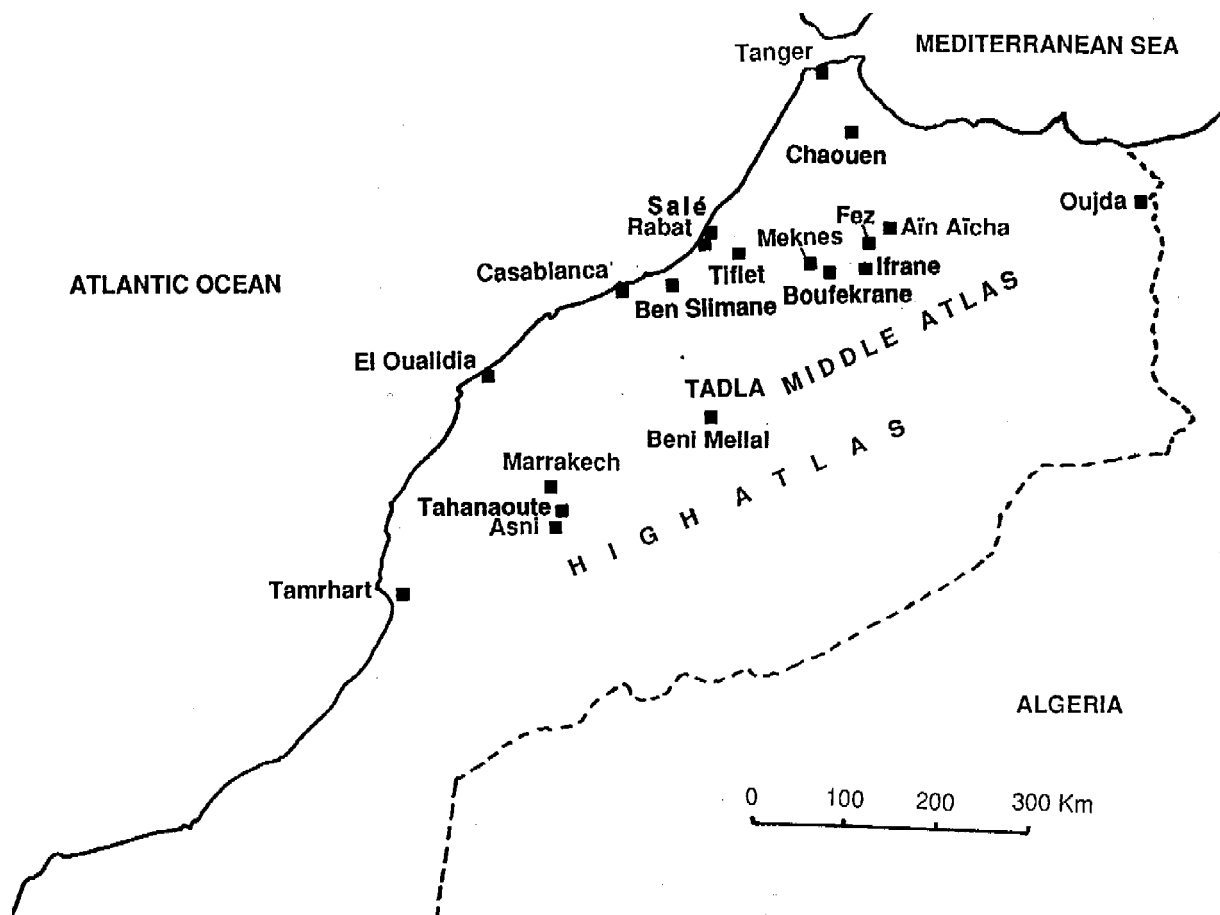 MEDITERRANEAN SEA
Tanger
Chaouen
Oujda
Salé
Rabat
Fez
Aïn Aïcha
Meknes
Tiflet
Ifrane
Casablanca
ATLANTIC OCEAN
Ben Slimane
Boufekrane
El Oualidia
TADLA
MIDDLE ATLAS
Beni Mellal
HIGH ATLAS
Marrakech
Tahanaoute
Asni
Tamrhart
ALGERIA
0 100 200 300 Km